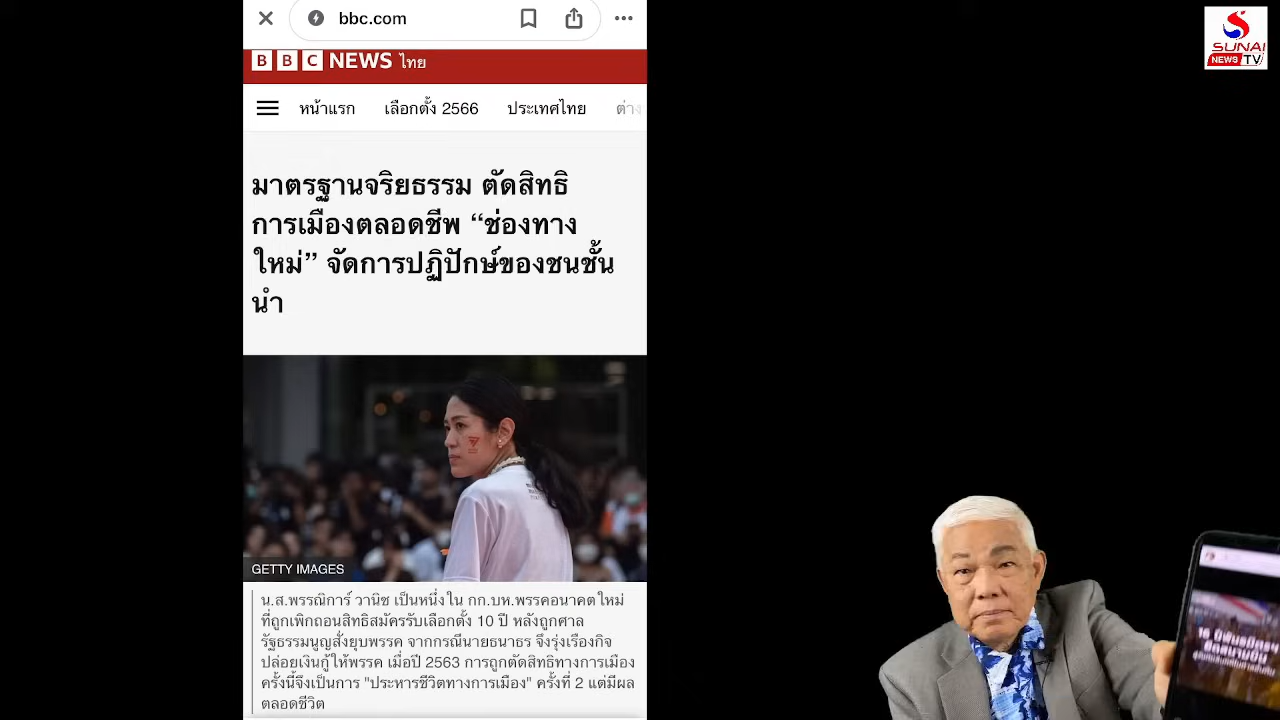 bbc.com
BBC NEWS ไทย
หน้าแรก เลือกตั้ง 2566 ประเทศไทย ต่าง
มาตรฐานจริยธรรม ตัดสิทธิ
การเมืองตลอดชีพ “ช่องทาง
ใหม่” จัดการปฏิปักษ์ของชนชั้น
นำ
GETTY IMAGES
น.ส.พรรณิการ์ วานิช เป็นหนึ่งใน กก.บห.พรรคอนาคตใหม่
ที่ถูกเพิกถอนสิทธิสมัครรับเลือกตั้ง 10 ปี หลังถูกศาล
รัฐธรรมนูญสั่งยุบพรรค จากกรณีนายธนาธร จึงรุ่งเรืองกิจ
ปล่อยเงินกู้ให้พรรค เมื่อปี 2563 การถูกตัดสิทธิทางการเมือง
ครั้งนี้จึงเป็นการ "ประหารชีวิตทางการเมือง" ครั้งที่ 2 แต่มีผล
ตลอดชีวิต
SUNAI
NEWS TV